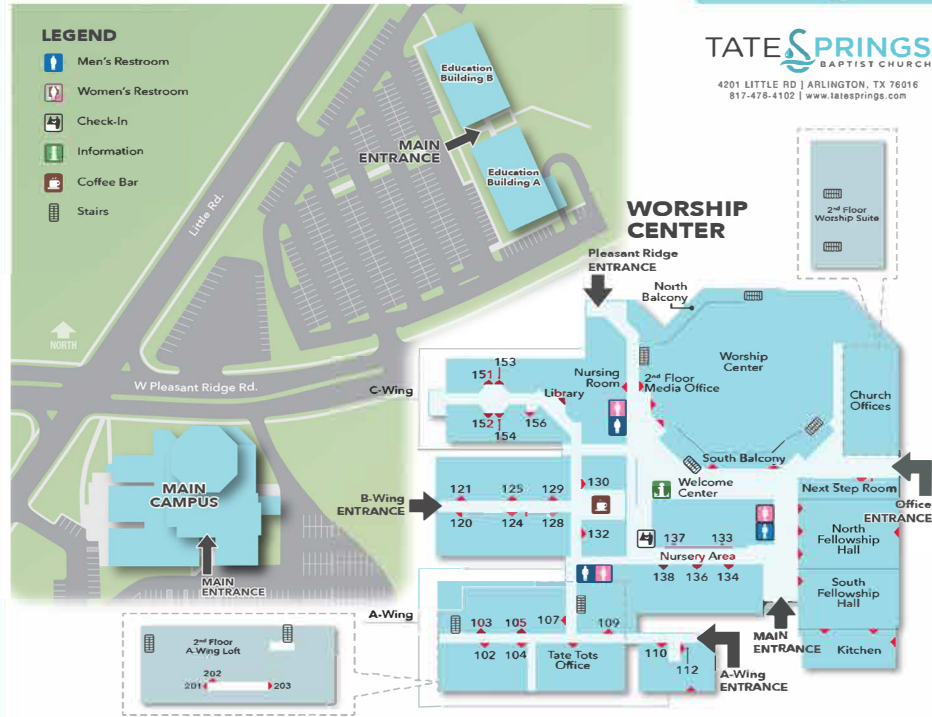 LEGEND
Men's Restroom
Women's Restroom
Check-In
Information
Coffee Bar
Stairs
TATE SPRINGS
BAPTIST CHURCH
4201 LITTLE RD | ARLINGTON, TX 76016
817-478-4102 | www.tatesprings.com
Education
Building B
MAIN
ENTRANCE
Education
Building A
Little Rd.
NORTH
W Pleasant Ridge Rd.
MAIN
CAMPUS
MAIN
ENTRANCE
WORSHIP
CENTER
Pleasant Ridge
ENTRANCE
North
Balcony
2nd Floor
Worship Suite
Worship
Center
Church
Offices
Nursing
Room
2nd Floor
Media Office
South Balcony
C-Wing
153
151
Library
152
156
154
Welcome
Center
Next Step Room
Office
ENTRANCE
B-Wing
ENTRANCE
121
125
129
130
120
124
128
132
137
133
Nursery Area
138
136
134
North
Fellowship
Hall
South
Fellowship
Hall
Kitchen
MAIN
ENTRANCE
A-Wing
103
105
107
109
102
104
Tate Tots
Office
110
112
A-Wing
ENTRANCE
2nd Floor
A-Wing Loft
202
201
203